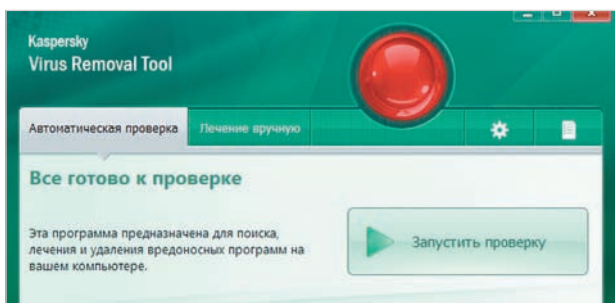 Kaspersky
Virus Removal Tool
Автоматическая проверка
Лечение вручную
Все готово к проверке
Эта программа предназначена для поиска,
лечения и удаления вредоносных программ на
вашем компьютере.
Запустить проверку